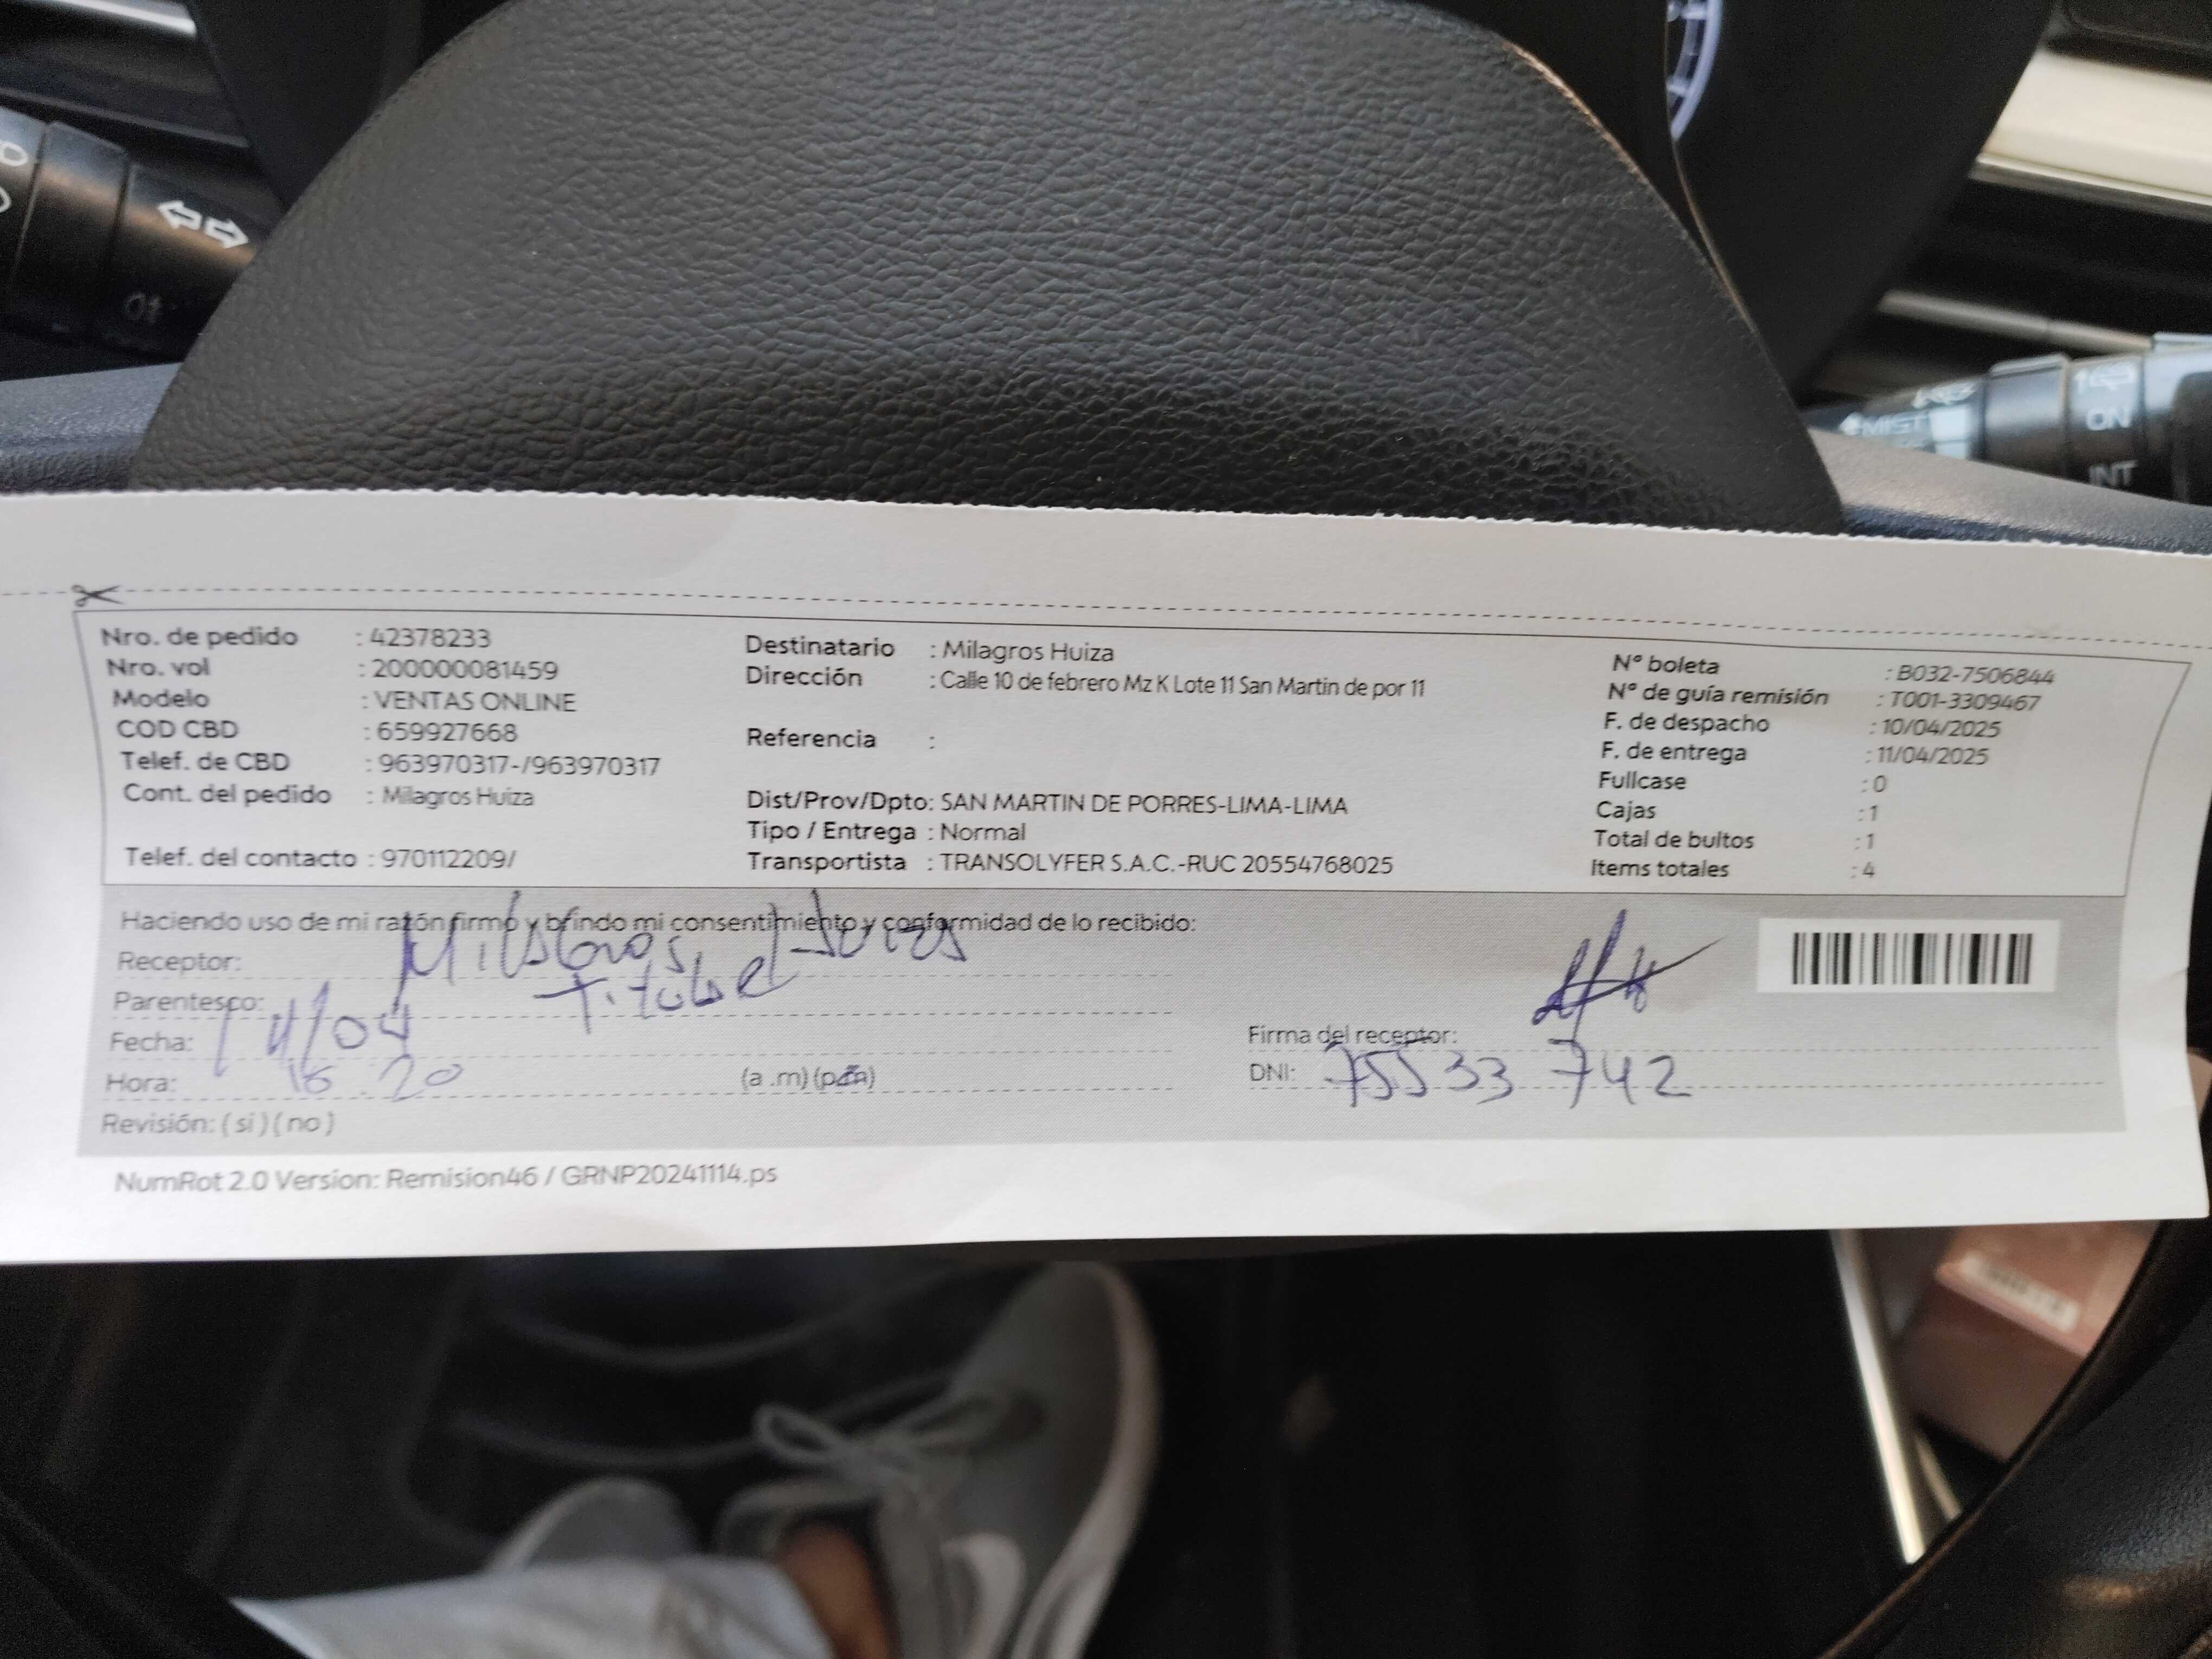 MIST
ON
INT
Nro. de pedido : 42378233
Nro. vol : 200000081459
Modelo : VENTAS ONLINE
COD CBD : 659927668
Telef. de CBD : 963970317-/963970317
Cont. del pedido : Milagros Huiza
Telef. del contacto : 970112209/
Destinatario : Milagros Huiza
Dirección : Calle 10 de febrero Mz K Lote 11 San Martin de por 11
Referencia :
Dist/Prov/Dpto: SAN MARTIN DE PORRES-LIMA-LIMA
Tipo / Entrega : Normal
Transportista : TRANSOLYFER S.A.C.-RUC 20554768025
N° boleta : B032-7506844
N° de guía remisión : T001-3309467
F. de despacho : 10/04/2025
F. de entrega : 11/04/2025
Fullcase : 0
Cajas : 1
Total de bultos : 1
Items totales : 4
Haciendo uso de mi razón firmo y brindo mi consentimiento y conformidad de lo recibido:
Receptor: Milagros Huiza
Parentesco: Titular
Fecha: 11/04
Hora: 16:20 (a .m) (p.m)
Revisión: ( si ) ( no )
Firma del receptor:
DNI: 75533742
NumRot 2.0 Version: Remision46 / GRNP20241114.ps